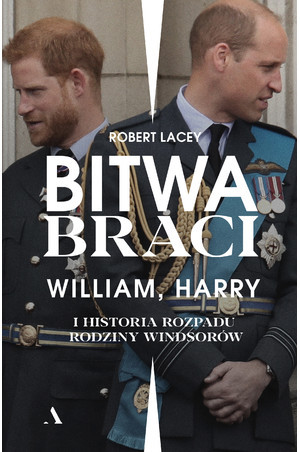 ROBERT LACEY
BITWA
BRACI
WILLIAM, HARRY
I HISTORIA ROZPADU
RODZINY WINDSORÓW
A